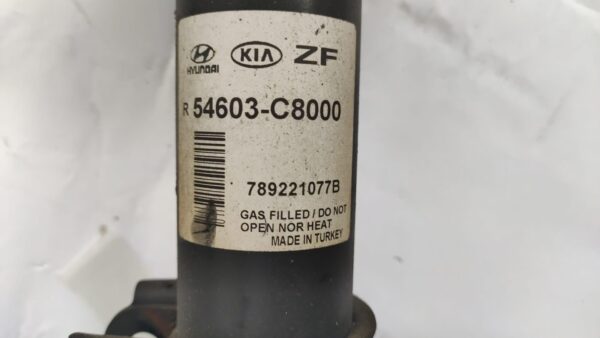 HYUNDAI KIA ZF
R 54603-C8000
789221077B
GAS FILLED / DO NOT
OPEN NOR HEAT
MADE IN TURKEY